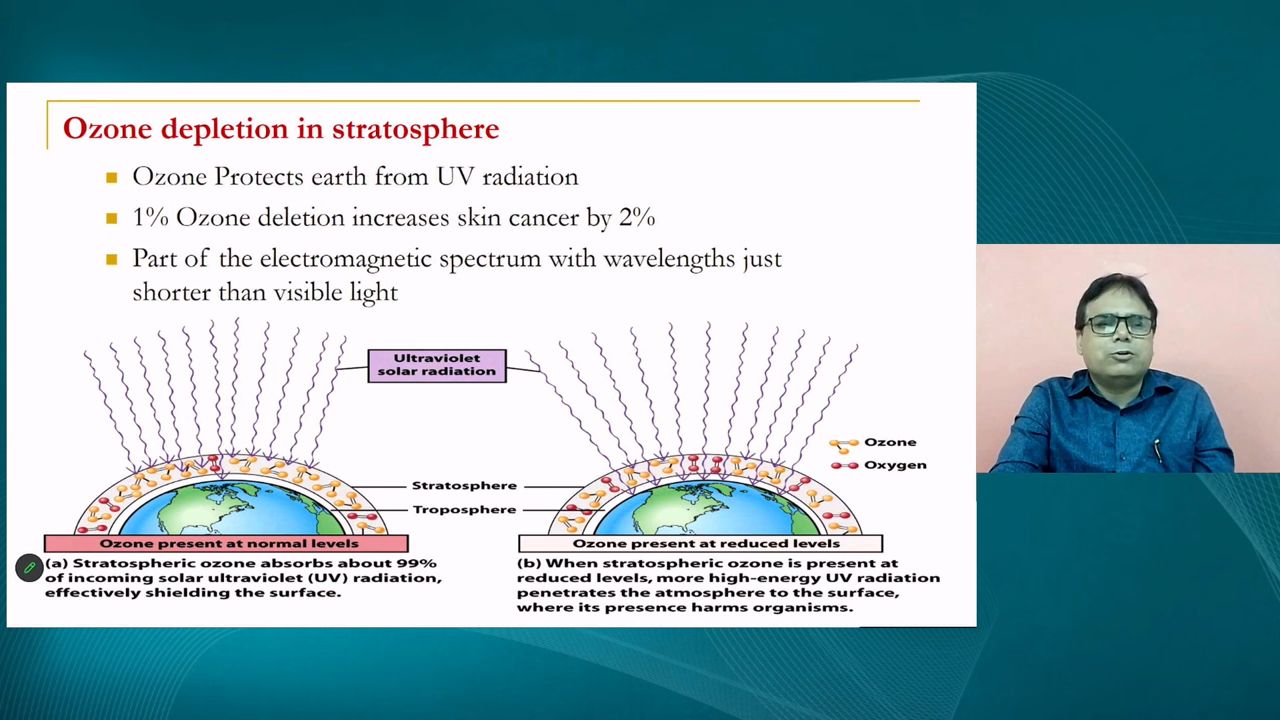 Ozone depletion in stratosphere
Ozone Protects earth from UV radiation
1% Ozone deletion increases skin cancer by 2%
Part of the electromagnetic spectrum with wavelengths just
shorter than visible light
Ultraviolet
solar radiation
Ozone
Oxygen
Stratosphere
Troposphere
Ozone present at normal levels
(a) Stratospheric ozone absorbs about 99%
of incoming solar ultraviolet (UV) radiation,
effectively shielding the surface.
Ozone present at reduced levels
(b) When stratospheric ozone is present at
reduced levels, more high-energy UV radiation
penetrates the atmosphere to the surface,
where its presence harms organisms.